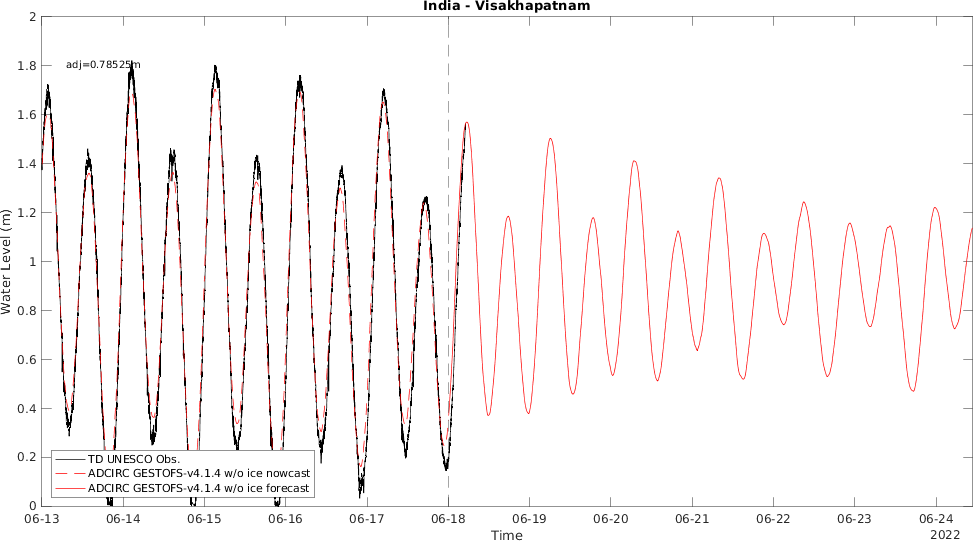 India - Visakhapatnam
2
1.8
1.6
1.4
1.2
1
0.8
0.6
0.4
0.2
0
Water Level (m)
adj=0.78525m
TD UNESCO Obs.
ADCIRC GESTOFS-v4.1.4 w/o ice nowcast
ADCIRC GESTOFS-v4.1.4 w/o ice forecast
06-13 06-14 06-15 06-16 06-17 06-18 06-19 06-20 06-21 06-22 06-23 06-24
Time
2022